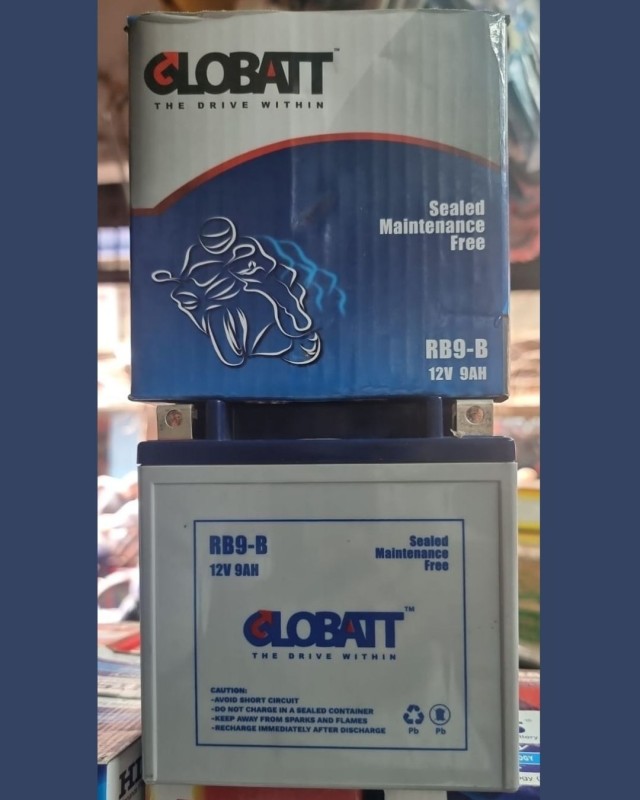 GLOBATT™
THE DRIVE WITHIN
Sealed
Maintenance
Free
RB9-B
12V 9AH
RB9-B
12V 9AH
Sealed
Maintenance
Free
GLOBATT™
THE DRIVE WITHIN
CAUTION:
-AVOID SHORT CIRCUIT
-DO NOT CHARGE IN A SEALED CONTAINER
-KEEP AWAY FROM SPARKS AND FLAMES
-RECHARGE IMMEDIATELY AFTER DISCHARGE
Pb Pb